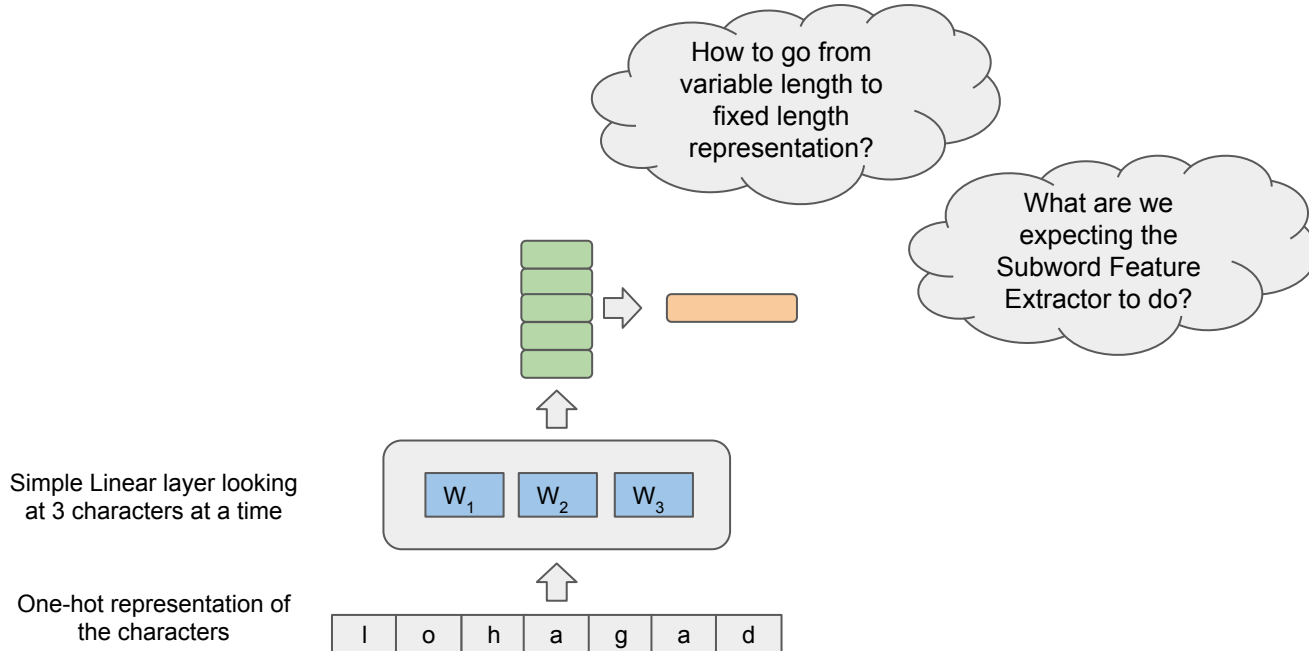 How to go from
variable length to
fixed length
representation?
What are we
expecting the
Subword Feature
Extractor to do?
Simple Linear layer looking
at 3 characters at a time
W1 W2 W3
One-hot representation of
the characters
l o h a g a d